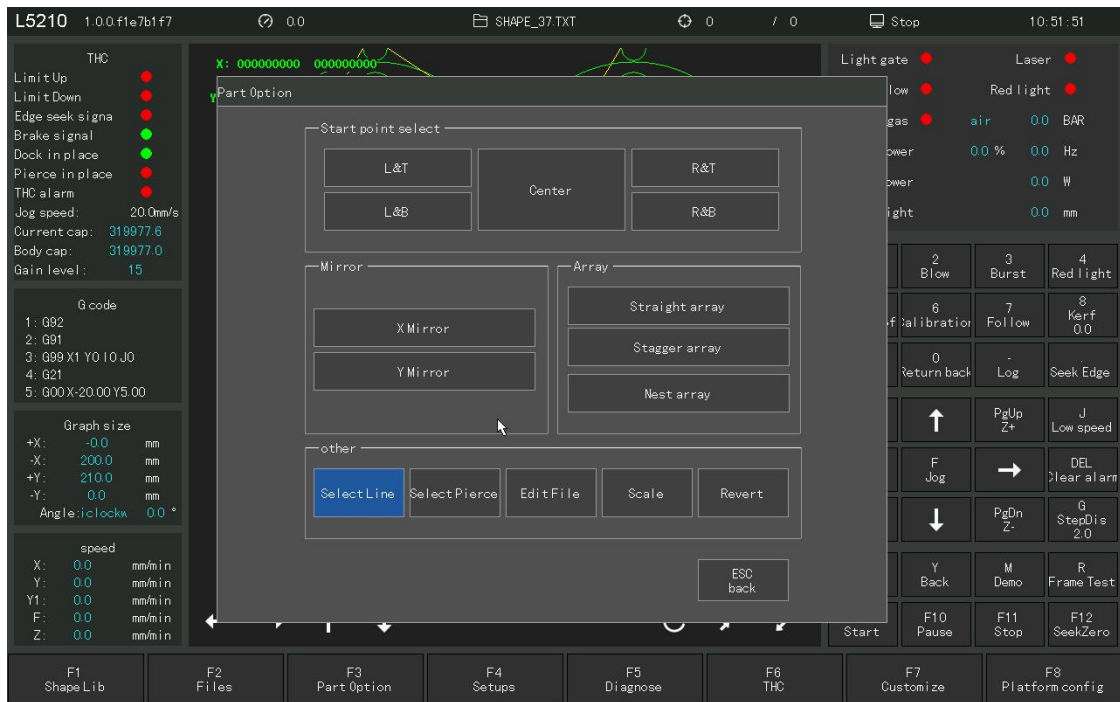 L5210 1.0.0.f1e7b1f7 0.0 SHAPE_37.TXT 0 / 0 Stop 10:51:51
THC
Limit Up
Limit Down
Edge seek signa
Brake signal
Dock in place
Pierce in place
THC alarm
Jog speed: 20.0mm/s
Current cap: 319977.6
Body cap: 319977.0
Gain level: 15
G code
1: G92
2: G91
3: G99 X1 Y0 I0 J0
4: G21
5: G00 X-20.00 Y5.00
Graph size
+X: -0.0 mm
-X: 200.0 mm
+Y: 210.0 mm
-Y: 0.0 mm
Angle:iclockw 0.0 °
speed
X: 0.0 mm/min
Y: 0.0 mm/min
Y1: 0.0 mm/min
F: 0.0 mm/min
Z: 0.0 mm/min
X: 000000000 000000000
Y
Part Option
Start point select
L&T
Center
R&T
L&B
R&B
Mirror
X Mirror
Y Mirror
Array
Straight array
Stagger array
Nest array
other
Select Line
Select Pierce
Edit File
Scale
Revert
ESC
back
Light gate Laser
low Red light
gas air 0.0 BAR
ower 0.0 % 0.0 Hz
ower 0.0 W
ight 0.0 mm
2
Blow
3
Burst
4
Red light
f
6
Calibration
7
Follow
8
Kerf
0.0
0
Return back
-
Log
.
Seek Edge
PgUp
Z+
J
Low speed
F
Jog
DEL
Clear alarm
PgDn
Z-
G
StepDis
2.0
Y
Back
M
Demo
R
Frame Test
Start
F10
Pause
F11
Stop
F12
SeekZero
F1
Shape Lib
F2
Files
F3
Part Option
F4
Setups
F5
Diagnose
F6
THC
F7
Customize
F8
Platform config